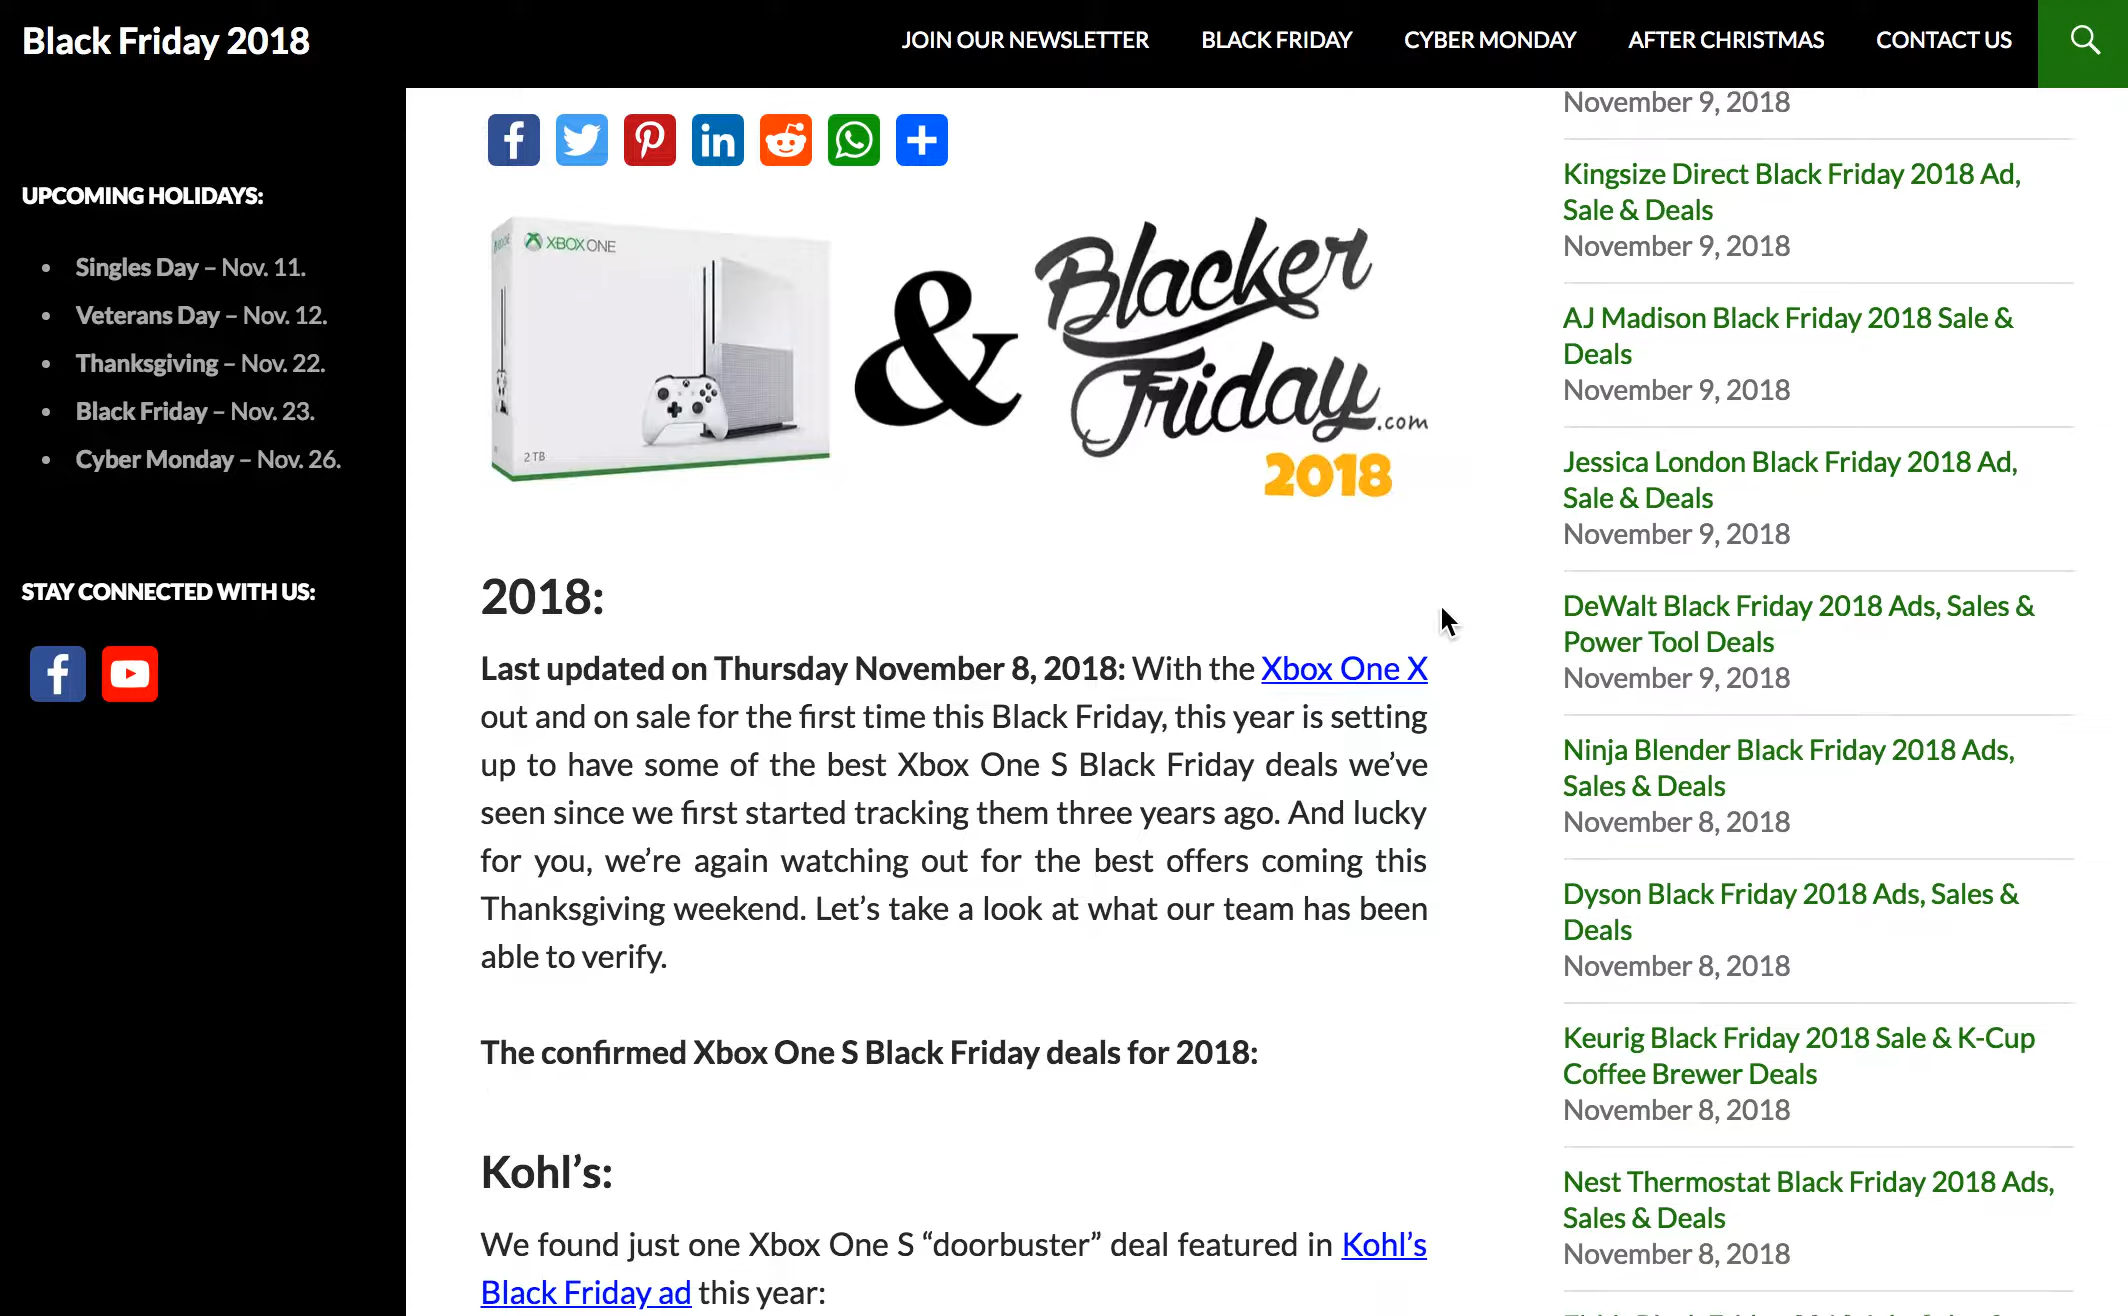 Black Friday 2018
JOIN OUR NEWSLETTER
BLACK FRIDAY
CYBER MONDAY
AFTER CHRISTMAS
CONTACT US
UPCOMING HOLIDAYS:
Singles Day – Nov. 11.
Veterans Day – Nov. 12.
Thanksgiving – Nov. 22.
Black Friday – Nov. 23.
Cyber Monday – Nov. 26.
STAY CONNECTED WITH US:
XBOX ONE
2 TB
&
Blacker
Friday
.com
2018
2018:
Last updated on Thursday November 8, 2018: With the Xbox One X
out and on sale for the first time this Black Friday, this year is setting
up to have some of the best Xbox One S Black Friday deals we’ve
seen since we first started tracking them three years ago. And lucky
for you, we’re again watching out for the best offers coming this
Thanksgiving weekend. Let’s take a look at what our team has been
able to verify.
The confirmed Xbox One S Black Friday deals for 2018:
Kohl’s:
We found just one Xbox One S “doorbuster” deal featured in Kohl’s
Black Friday ad this year:
November 9, 2018
Kingsize Direct Black Friday 2018 Ad,
Sale & Deals
November 9, 2018
AJ Madison Black Friday 2018 Sale &
Deals
November 9, 2018
Jessica London Black Friday 2018 Ad,
Sale & Deals
November 9, 2018
DeWalt Black Friday 2018 Ads, Sales &
Power Tool Deals
November 9, 2018
Ninja Blender Black Friday 2018 Ads,
Sales & Deals
November 8, 2018
Dyson Black Friday 2018 Ads, Sales &
Deals
November 8, 2018
Keurig Black Friday 2018 Sale & K-Cup
Coffee Brewer Deals
November 8, 2018
Nest Thermostat Black Friday 2018 Ads,
Sales & Deals
November 8, 2018